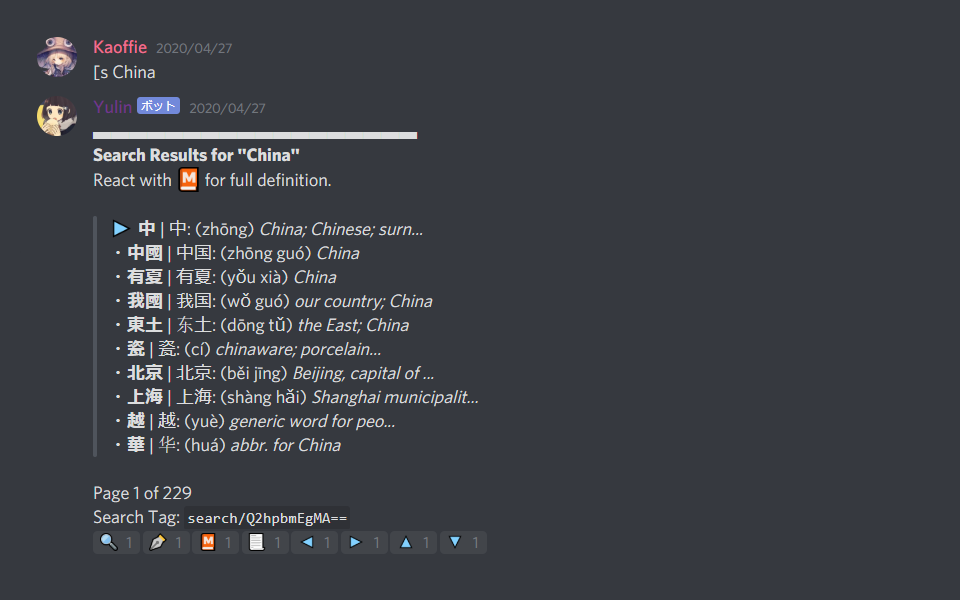 Kaoffie 2020/04/27
[s China
Yulin ボット 2020/04/27
Search Results for "China"
React with M for full definition.
▶ 中 | 中: (zhōng) China; Chinese; surn...
・中國 | 中国: (zhōng guó) China
・有夏 | 有夏: (yǒu xià) China
・我國 | 我国: (wǒ guó) our country; China
・東土 | 东土: (dōng tǔ) the East; China
・瓷 | 瓷: (cí) chinaware; porcelain...
・北京 | 北京: (běi jīng) Beijing, capital of ...
・上海 | 上海: (shàng hǎi) Shanghai municipalit...
・越 | 越: (yuè) generic word for peo...
・華 | 华: (huá) abbr. for China
Page 1 of 229
Search Tag: search/Q2hpbmEgMA==
🔍 1 🖋 1 M 1 📃 1 ◀ 1 ▶ 1 ▲ 1 ▼ 1